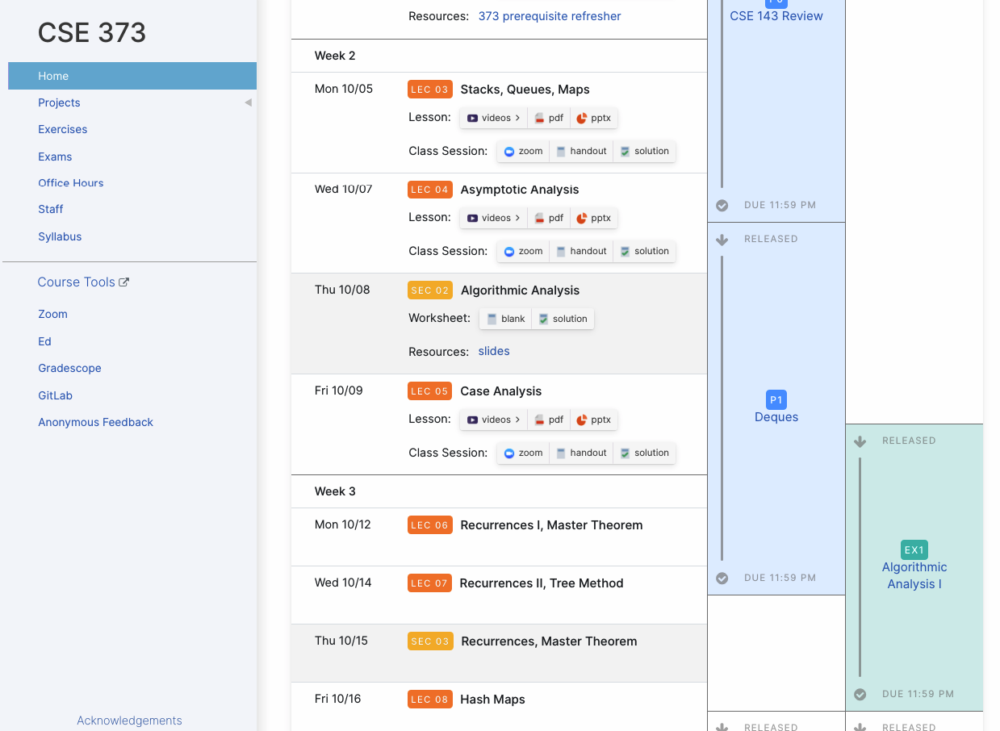 CSE 373
Home
Projects
Exercises
Exams
Office Hours
Staff
Syllabus
Course Tools
Zoom
Ed
Gradescope
GitLab
Anonymous Feedback
Acknowledgements
Resources: 373 prerequisite refresher
Week 2
Mon 10/05 LEC 03 Stacks, Queues, Maps
Lesson: videos > pdf pptx
Class Session: zoom handout solution
Wed 10/07 LEC 04 Asymptotic Analysis
Lesson: videos > pdf pptx
Class Session: zoom handout solution
Thu 10/08 SEC 02 Algorithmic Analysis
Worksheet: blank solution
Resources: slides
Fri 10/09 LEC 05 Case Analysis
Lesson: videos > pdf pptx
Class Session: zoom handout solution
Week 3
Mon 10/12 LEC 06 Recurrences I, Master Theorem
Wed 10/14 LEC 07 Recurrences II, Tree Method
Thu 10/15 SEC 03 Recurrences, Master Theorem
Fri 10/16 LEC 08 Hash Maps
CSE 143 Review
DUE 11:59 PM
RELEASED
P1
Deques
DUE 11:59 PM
RELEASED
RELEASED
EX1
Algorithmic
Analysis I
DUE 11:59 PM
RELEASED